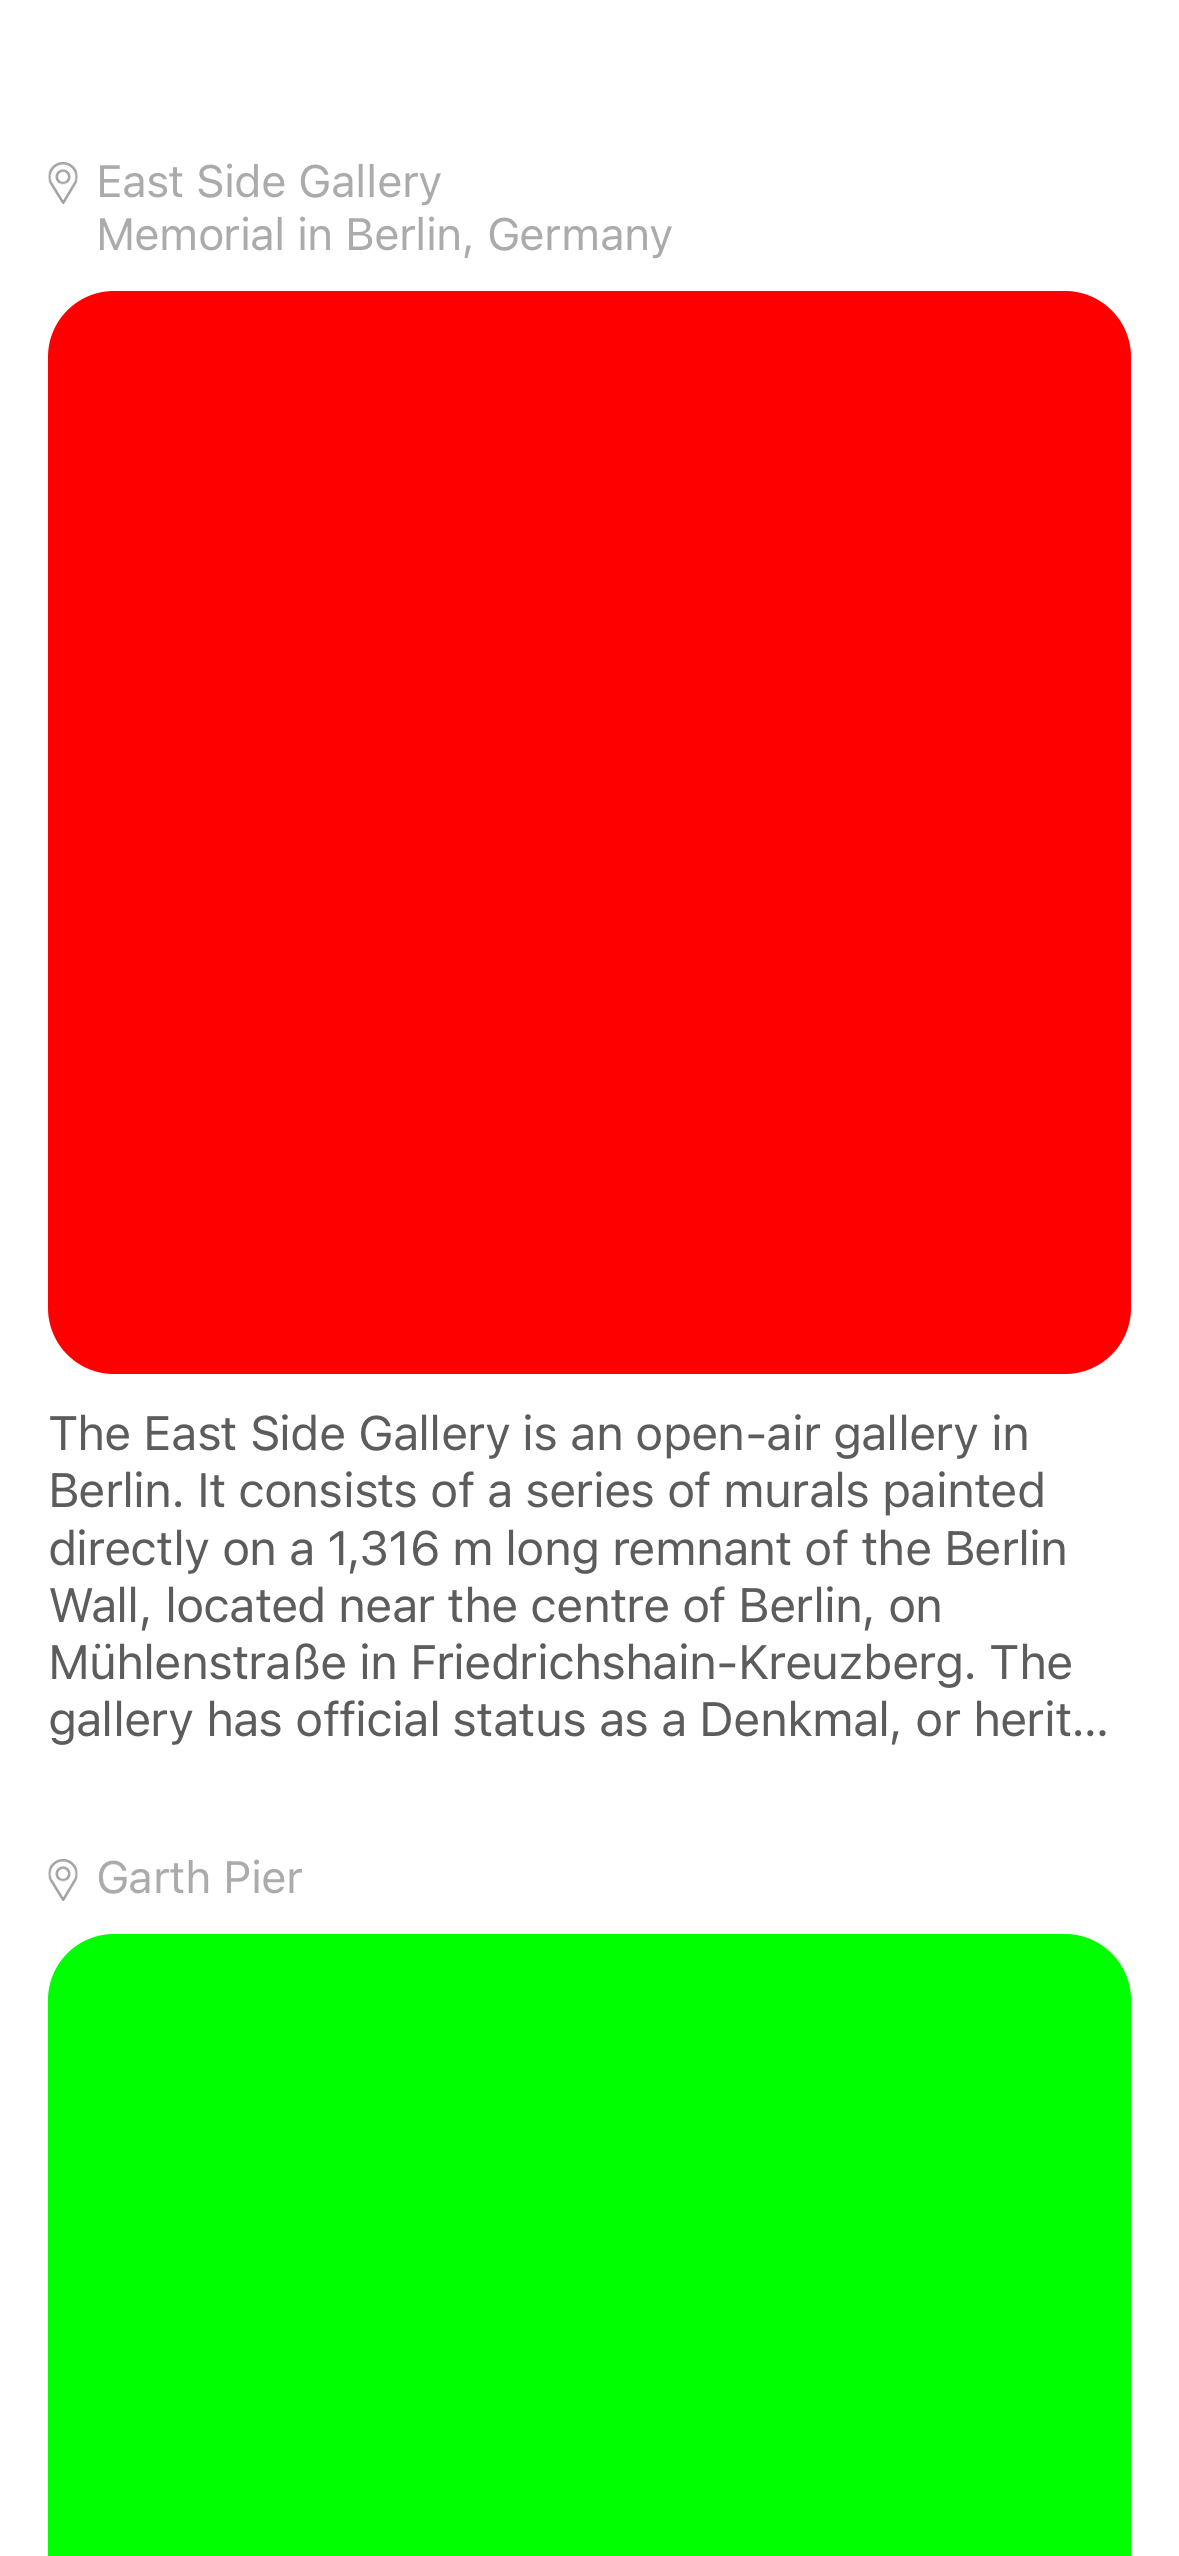 East Side Gallery
Memorial in Berlin, Germany
The East Side Gallery is an open-air gallery in
Berlin. It consists of a series of murals painted
directly on a 1,316 m long remnant of the Berlin
Wall, located near the centre of Berlin, on
Mühlenstraße in Friedrichshain-Kreuzberg. The
gallery has official status as a Denkmal, or herit...
Garth Pier